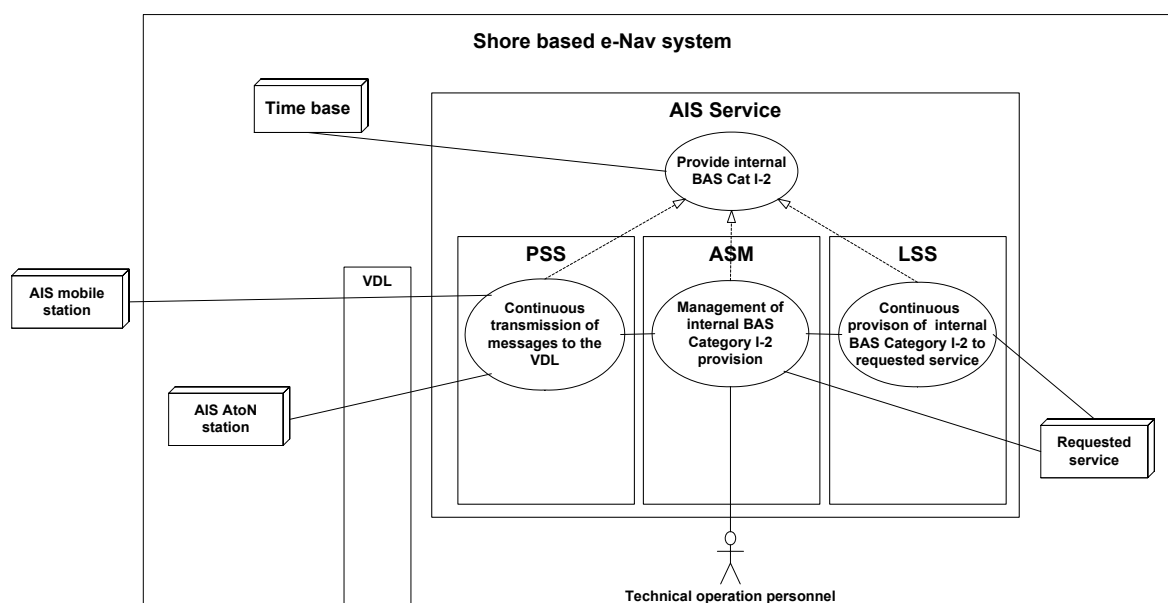 Shore based e-Nav system
Time base
AIS Service
Provide internal
BAS Cat I-2
PSS
ASM
LSS
AIS mobile
station
VDL
Continuous
transmission of
messages to the
VDL
Management of
internal BAS
Category I-2
provision
Continuous
provison of internal
BAS Category I-2 to
requested service
AIS AtoN
station
Requested
service
Technical operation personnel